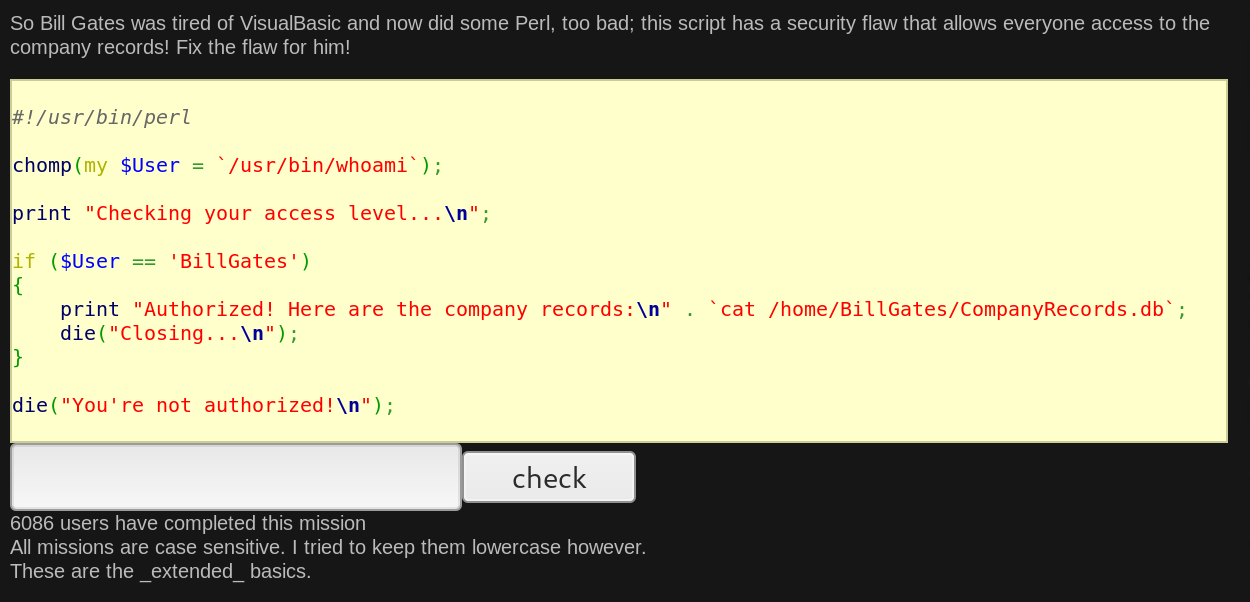 So Bill Gates was tired of VisualBasic and now did some Perl, too bad; this script has a security flaw that allows everyone access to the
company records! Fix the flaw for him!
#!/usr/bin/perl
chomp(my $User = `/usr/bin/whoami`);
print "Checking your access level...\n";
if ($User == 'BillGates')
{
    print "Authorized! Here are the company records:\n" . `cat /home/BillGates/CompanyRecords.db`;
    die("Closing...\n");
}
die("You're not authorized!\n");
check
6086 users have completed this mission
All missions are case sensitive. I tried to keep them lowercase however.
These are the _extended_ basics.